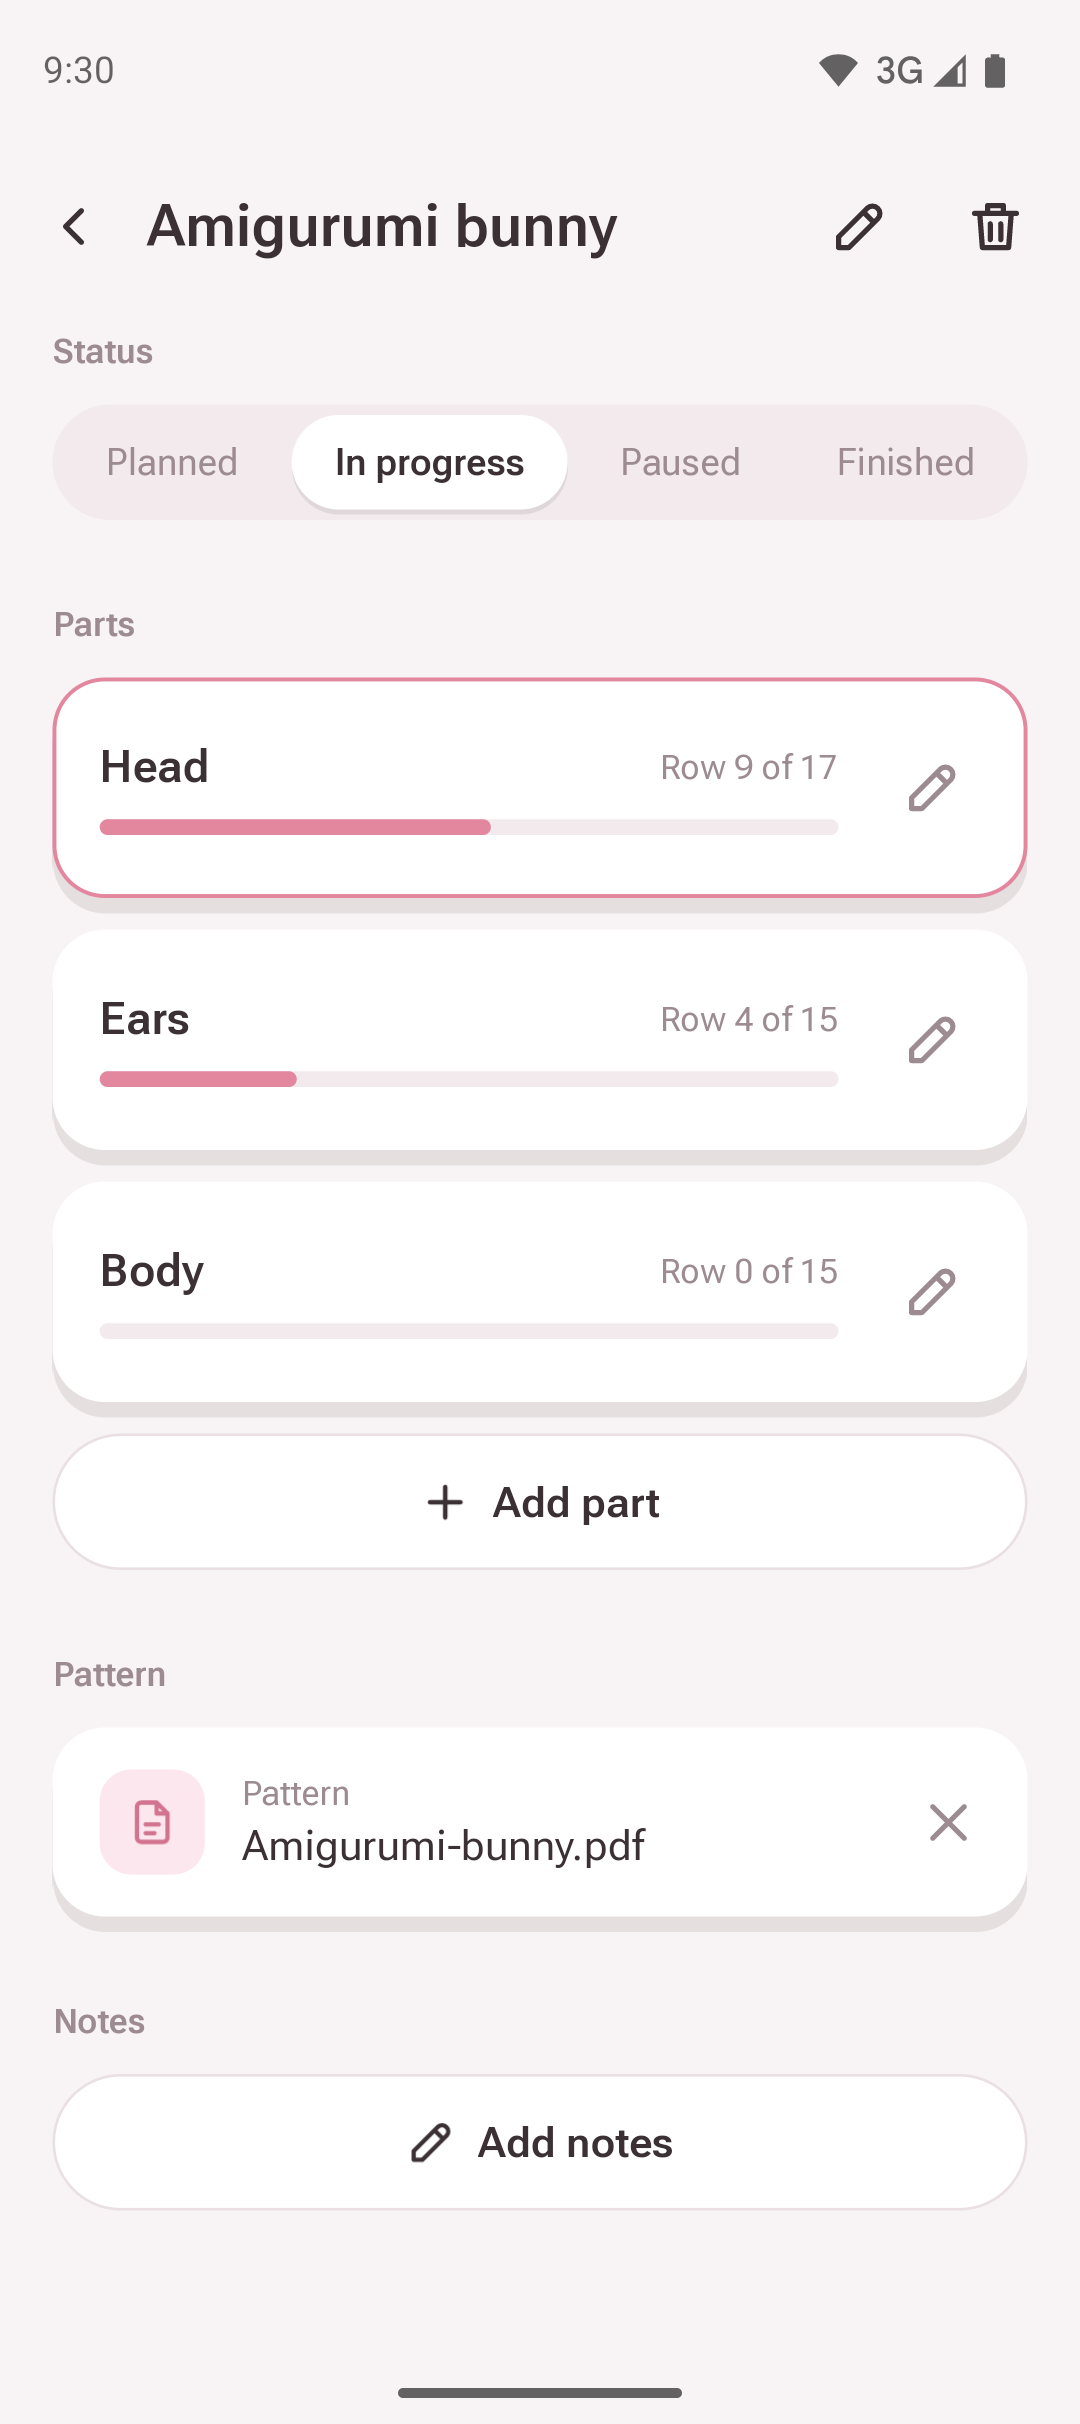 9:30
3G
Amigurumi bunny
Status
Planned
In progress
Paused
Finished
Parts
Head
Row 9 of 17
Ears
Row 4 of 15
Body
Row 0 of 15
Add part
Pattern
Pattern
Amigurumi-bunny.pdf
Notes
Add notes